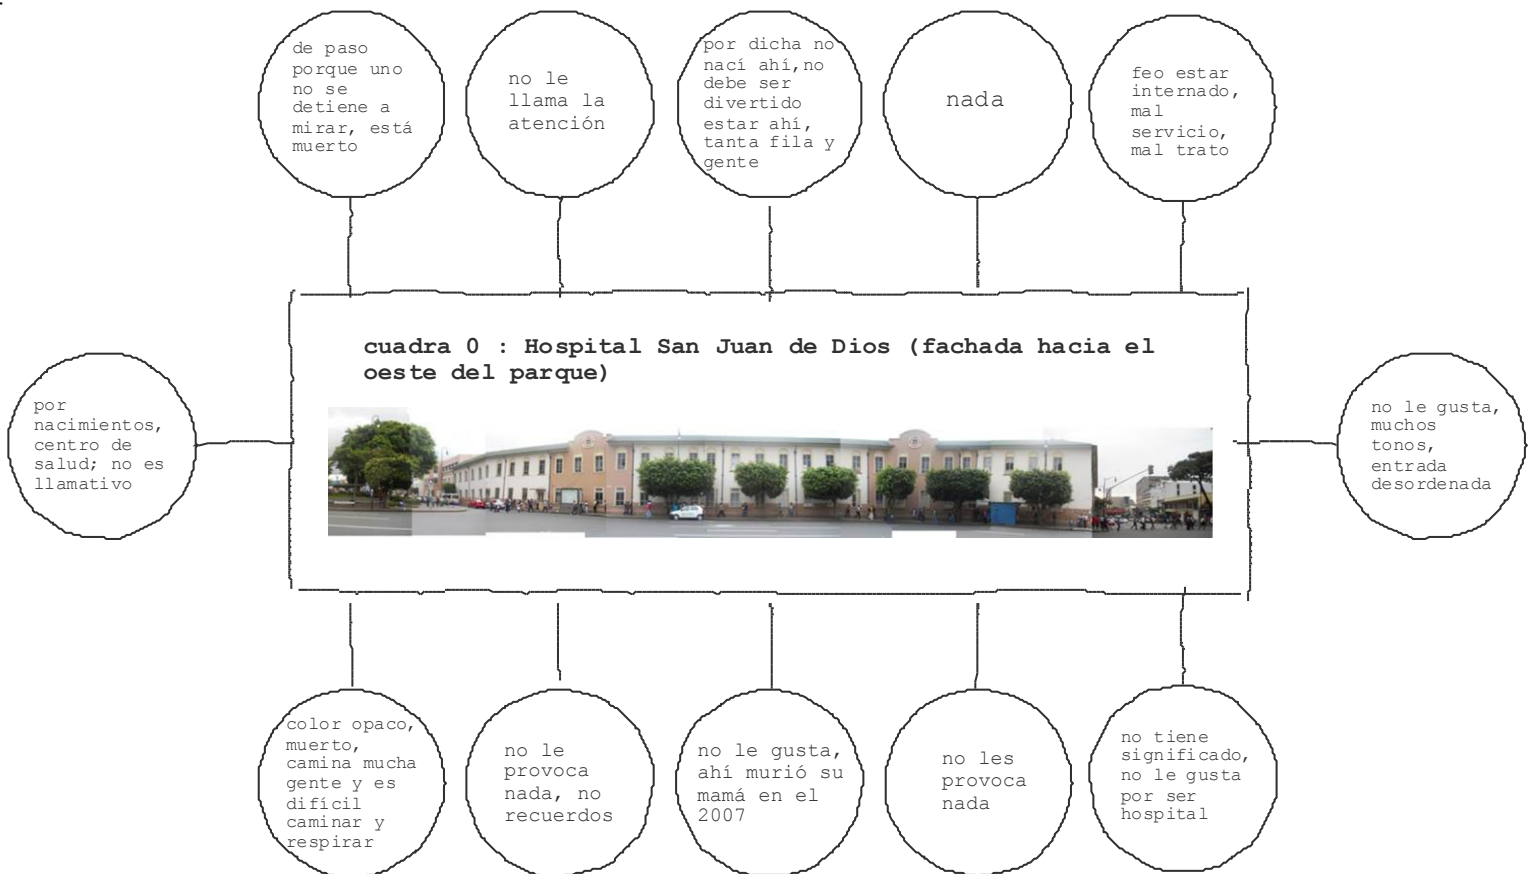 de paso
porque uno
no se
detiene a
mirar, está
muerto
no le
llama la
atención
por dicha no
nací ahí,no
debe ser
divertido
estar ahí,
tanta fila y
gente
nada
feo estar
internado,
mal
servicio,
mal trato
cuadra 0 : Hospital San Juan de Dios (fachada hacia el
oeste del parque)
por
nacimientos,
centro de
salud; no es
llamativo
no le gusta,
muchos
tonos,
entrada
desordenada
color opaco,
muerto,
camina mucha
gente y es
difícil
caminar y
respirar
no le
provoca
nada, no
recuerdos
no le gusta,
ahí murió su
mamá en el
2007
no les
provoca
nada
no tiene
significado,
no le gusta
por ser
hospital